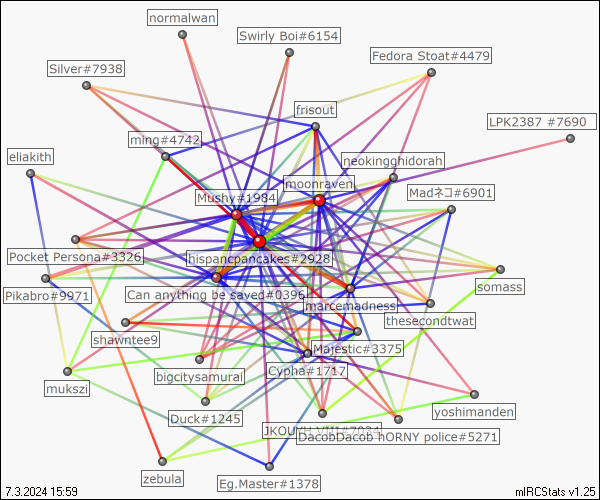 normalwan
Swirly Boi#6154
Fedora Stoat#4479
Silver#7938
frisout
LPK2387 #7690
ming#4742
eliakith
neokingghidorah
moonraven
Madネコ#6901
Mushy#1984
Pocket Persona#3326
hispancpancakes#2928
somass
Pikabro#9971
Can anything be saved#0396
marcemadness
thesecondtwat
shawntee9
Majestic#3375
bigcitysamurai
Cypha#1717
mukszi
yoshimanden
Duck#1245
DacobDacob hORNY police#5271
zebula
Eg.Master#1378
7.3.2024 15:59
mIRCStats v1.25